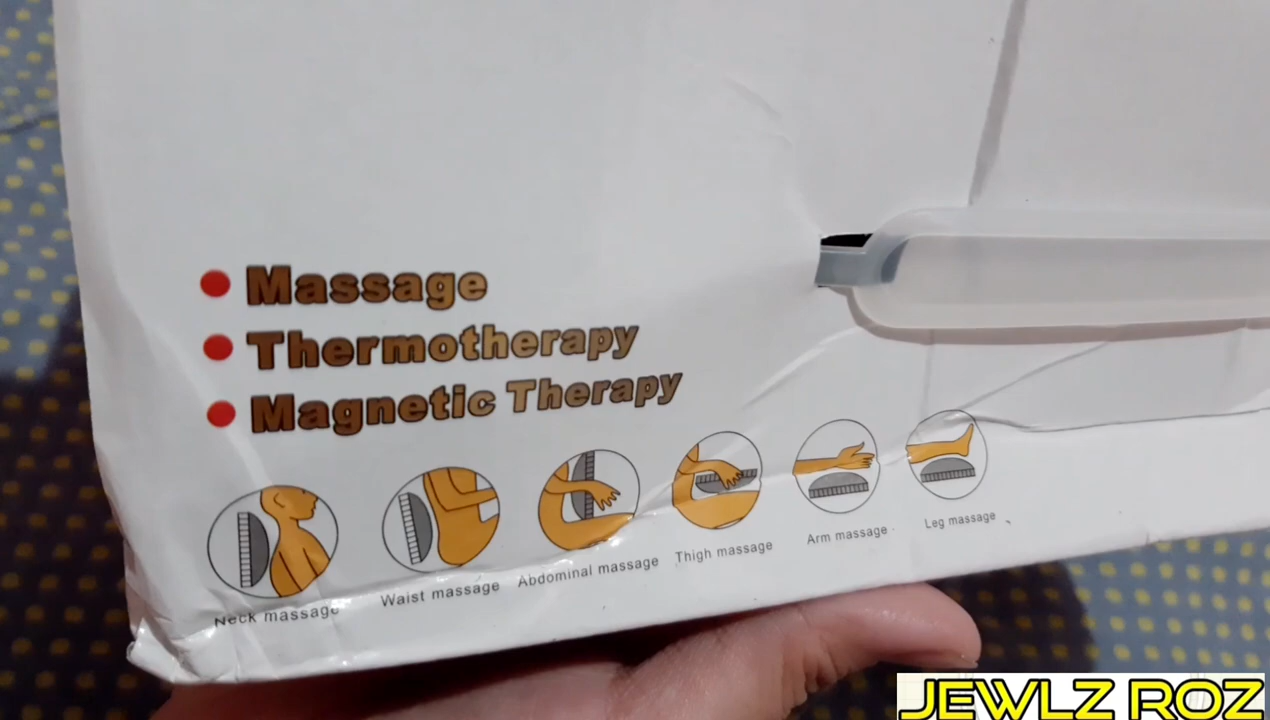 Massage
Thermotherapy
Magnetic Therapy
Neck massage
Waist massage
Abdominal massage
Thigh massage
Arm massage
Leg massage
JEWLZ ROZ